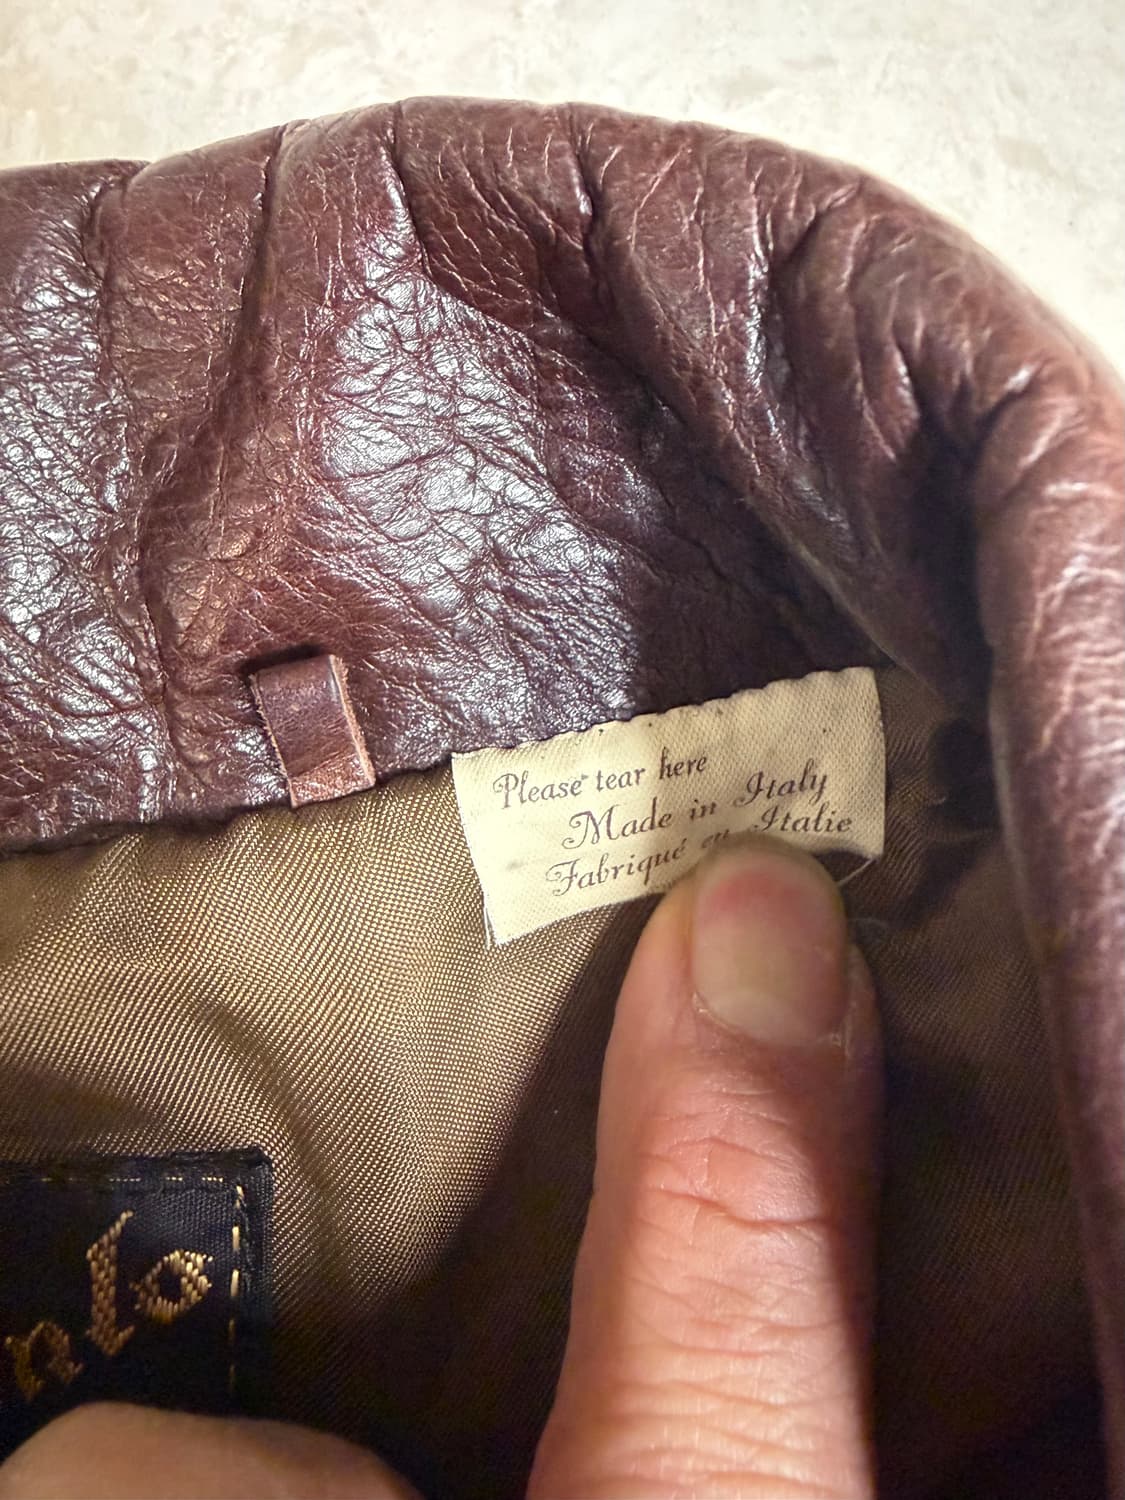 Please tear here
Made in Italy
Fabriqué en Italie